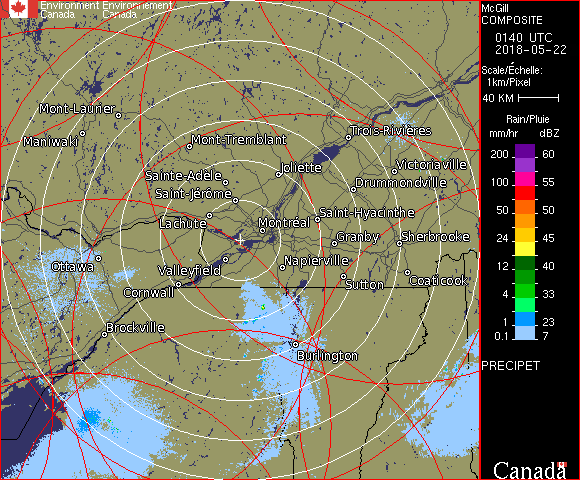 Environment Environnement
Canada Canada
McGill
COMPOSITE
0140 UTC
2018-05-22
Scale/Échelle:
1km/Pixel
40 KM
Rain/Pluie
mm/hr dBZ
200 60
100 55
50 50
24 45
12 40
4 33
1 23
0.1 7
PRECIPET
Canada
Mont-Laurier
Maniwaki
Mont-Tremblant
Trois-Rivières
Sainte-Adèle
Joliette
Victoriaville
Saint-Jérôme
Drummondville
Lachute
Montréal
Saint-Hyacinthe
Granby
Sherbrooke
Ottawa
Valleyfield
Napierville
Cornwall
Sutton
Coaticook
Brockville
Burlington